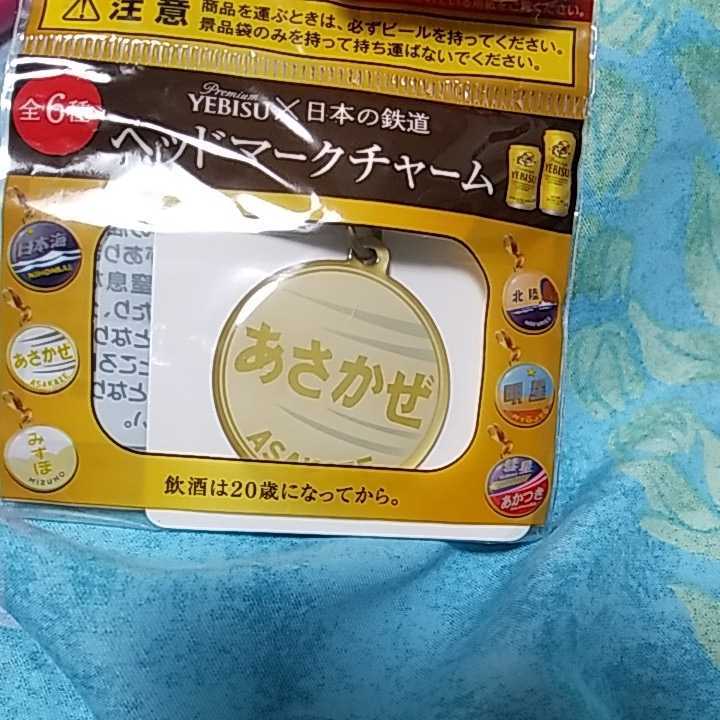 注意
商品を運ぶときは、必ずビールを持ってください。
景品袋のみを持って持ち運ばないでください。
全6種
Premium
YEBISU×日本の鉄道
ヘッドマークチャーム
YEBISU
YEBISU
日本海
あさかぜ
ASAKAZE
みずほ
MIZUHO
あさかぜ
北陸
明星
彗星
あかつき
飲酒は20歳になってから。